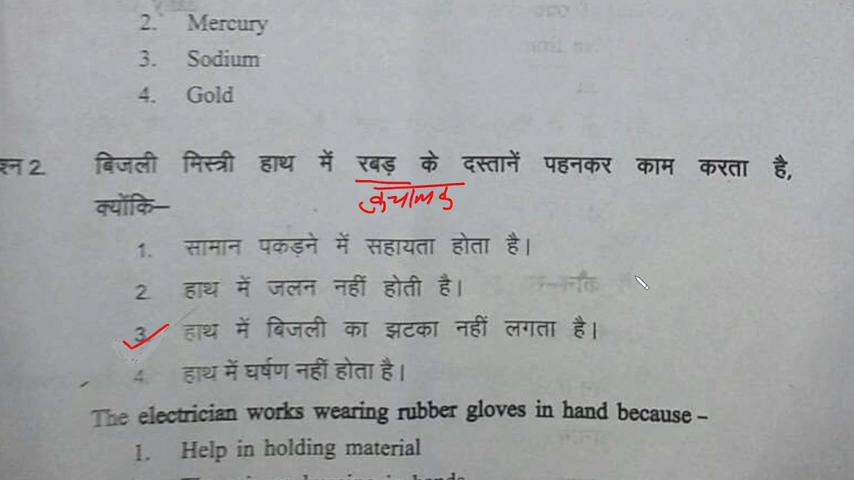 2. Mercury
3. Sodium
4. Gold
श्न 2 बिजली मिस्त्री हाथ में रबड़ के दस्तानें पहनकर काम करता है,
कुचालक
क्योंकि–
1. सामान पकड़ने में सहायता होता है।
2 हाथ में जलन नहीं होती है।
3. हाथ में बिजली का झटका नहीं लगता है।
4. हाथ में घर्षण नहीं होता है।
The electrician works wearing rubber gloves in hand because –
1. Help in holding material